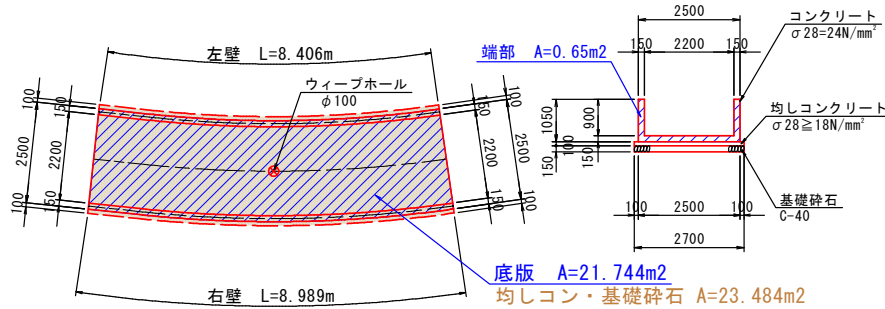 左壁 L=8.406m
ウィープホール
φ100
100
150
2500
2200
100
150
100
150
2500
2200
150
100
右壁 L=8.989m
底版 A=21.744m2
均しコン・基礎砕石 A=23.484m2
2500
150
2200
150
端部 A=0.65m2
コンクリート
σ28=24N/mm²
均しコンクリート
σ28≧18N/mm²
1050
900
100
150
150
基礎砕石
C-40
100
2500
100
2700